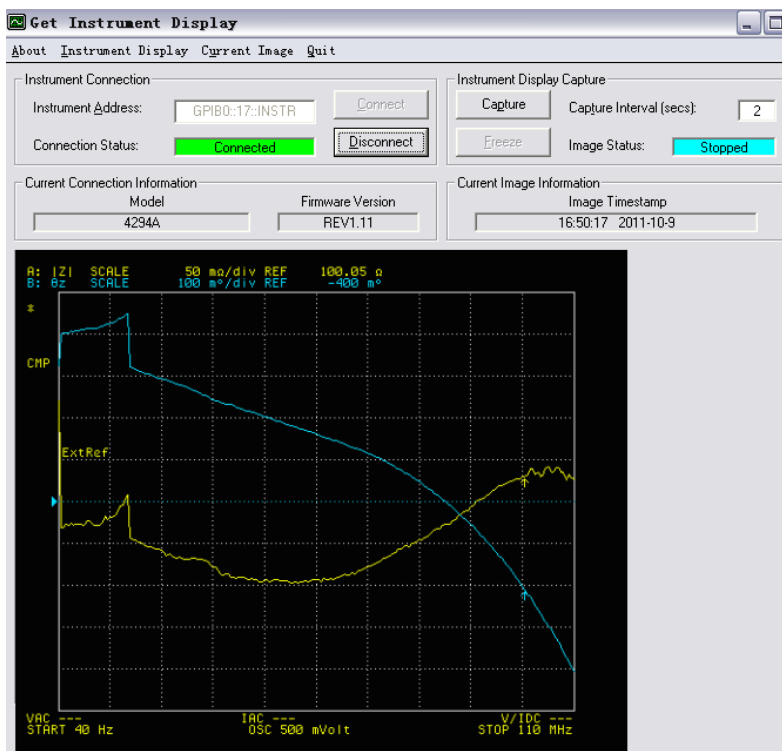 Get Instrument Display
About Instrument Display Current Image Quit
Instrument Connection
Instrument Address: GPIB0::17::INSTR Connect
Connection Status: Connected Disconnect
Instrument Display Capture
Capture Capture Interval (secs): 2
Freeze Image Status: Stopped
Current Connection Information
Model Firmware Version
4294A REV1.11
Current Image Information
Image Timestamp
16:50:17 2011-10-9
A: |Z| SCALE 50 mΩ/div REF 100.05 Ω
B: θz SCALE 100 m°/div REF -400 m°
*
CMP
ExtRef
VAC --- IAC --- V/IDC ---
START 40 Hz OSC 500 mVolt STOP 110 MHz